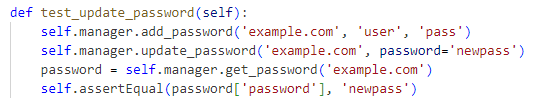 def test_update_password(self):
    self.manager.add_password('example.com', 'user', 'pass')
    self.manager.update_password('example.com', password='newpass')
    password = self.manager.get_password('example.com')
    self.assertEqual(password['password'], 'newpass')